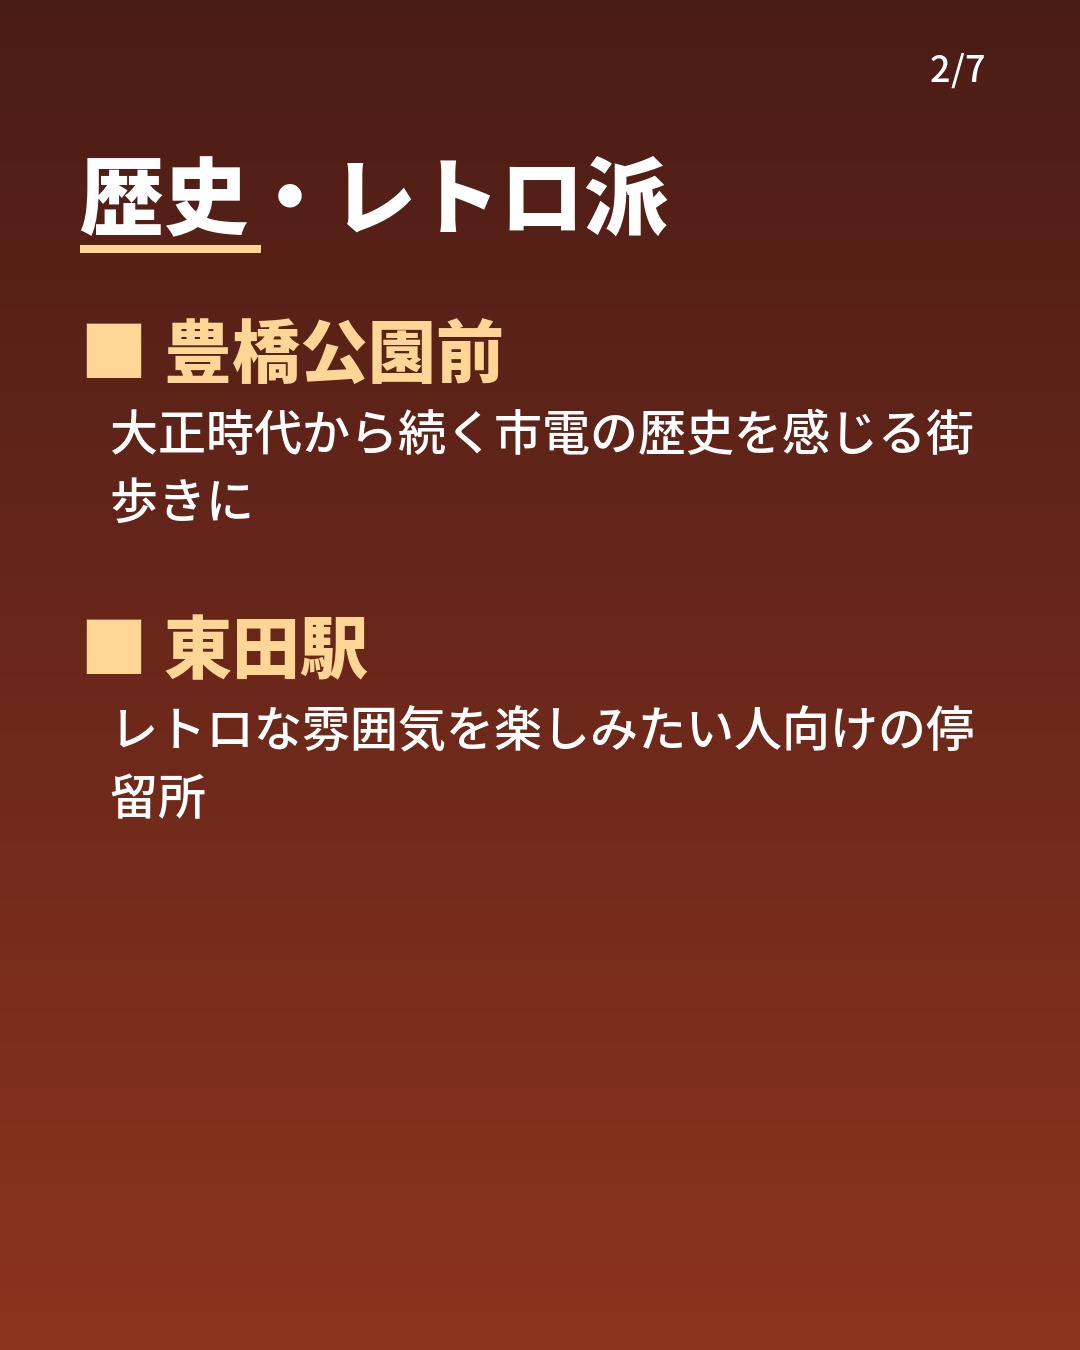 2/7
歴史・レトロ派
■ 豊橋公園前
大正時代から続く市電の歴史を感じる街
歩きに
■ 東田駅
レトロな雰囲気を楽しみたい人向けの停
留所